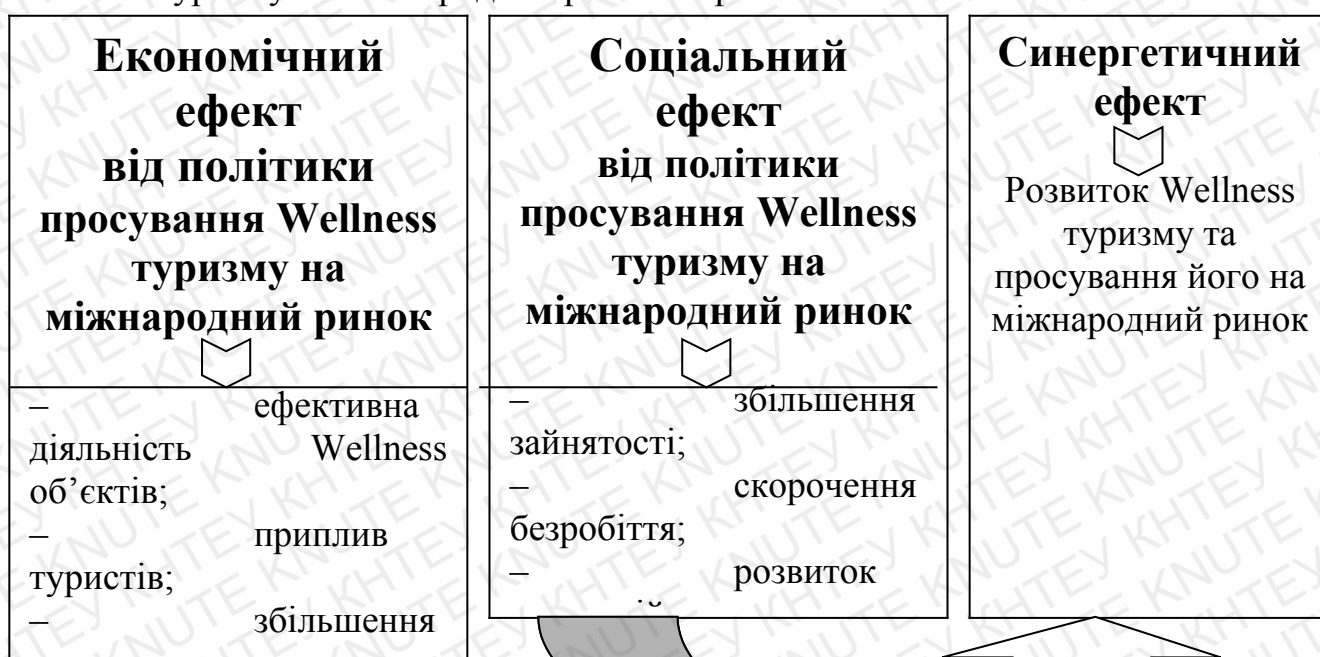 Економічний
ефект
від політики
просування Wellness
туризму на
міжнародний ринок
– ефективна
діяльність Wellness
об’єктів;
– приплив
туристів;
– збільшення
Соціальний
ефект
від політики
просування Wellness
туризму на
міжнародний ринок
– збільшення
зайнятості;
– скорочення
безробіття;
– розвиток
Синергетичний
ефект
Розвиток Wellness
туризму та
просування його на
міжнародний ринок